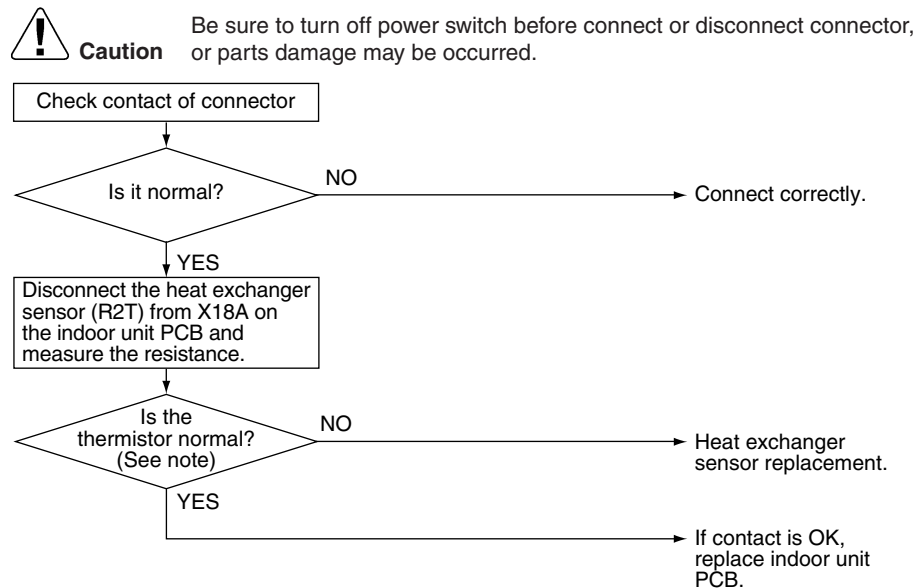 Be sure to turn off power switch before connect or disconnect connector,
Caution or parts damage may be occurred.
Check contact of connector
Is it normal?
NO
Connect correctly.
YES
Disconnect the heat exchanger
sensor (R2T) from X18A on
the indoor unit PCB and
measure the resistance.
Is the
thermistor normal?
(See note)
NO
Heat exchanger
sensor replacement.
YES
If contact is OK,
replace indoor unit
PCB.